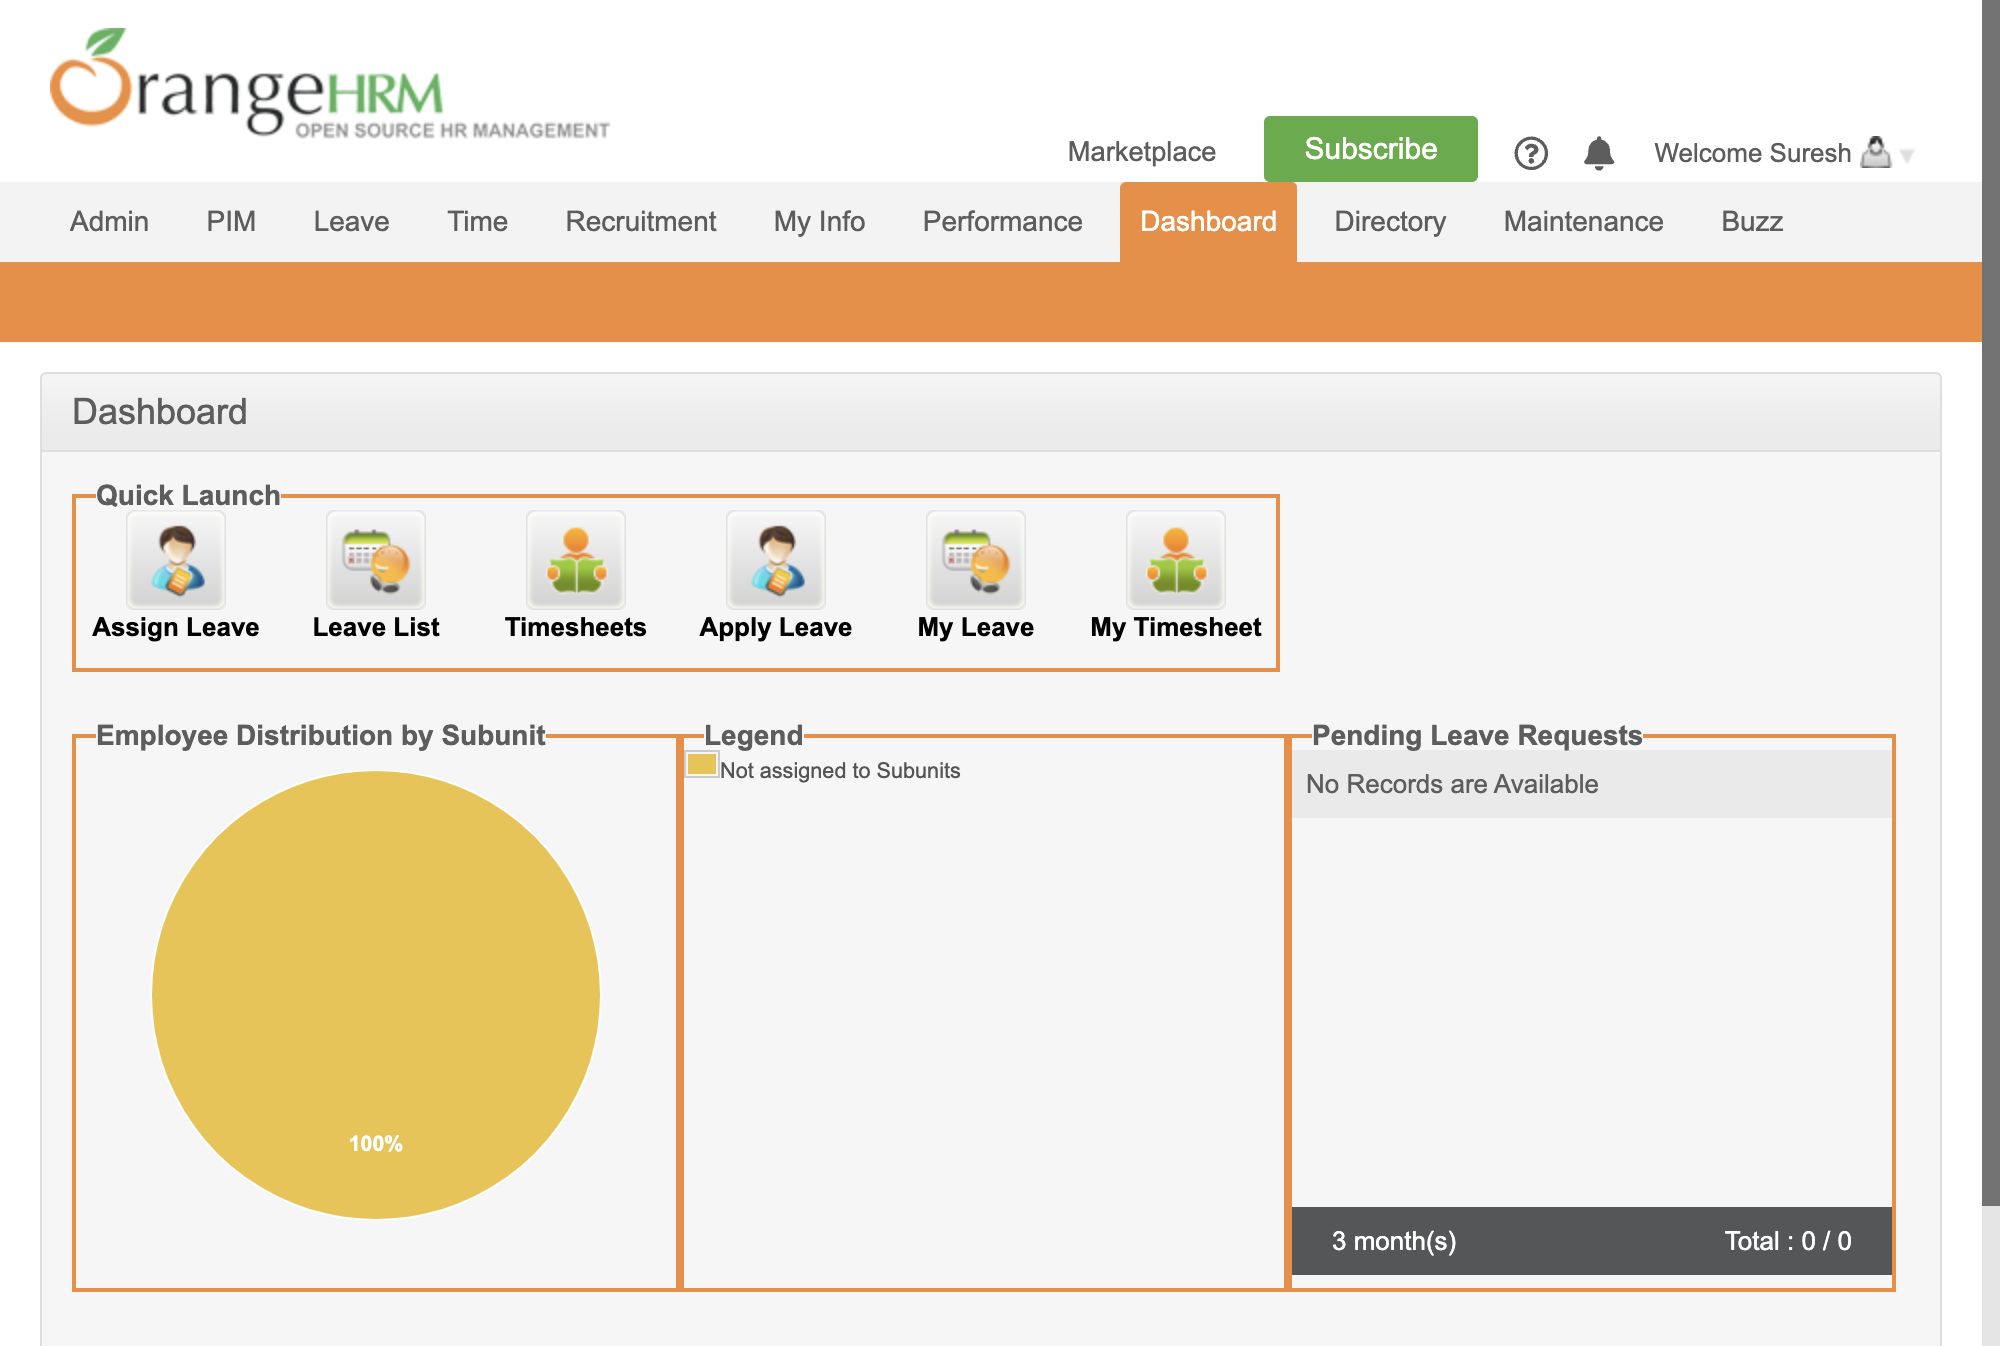 OrangeHRM
OPEN SOURCE HR MANAGEMENT
Marketplace
Subscribe
?
Welcome Suresh
Admin
PIM
Leave
Time
Recruitment
My Info
Performance
Dashboard
Directory
Maintenance
Buzz
Dashboard
Quick Launch
Assign Leave
Leave List
Timesheets
Apply Leave
My Leave
My Timesheet
Employee Distribution by Subunit
100%
Legend
Not assigned to Subunits
Pending Leave Requests
No Records are Available
3 month(s)
Total : 0 / 0